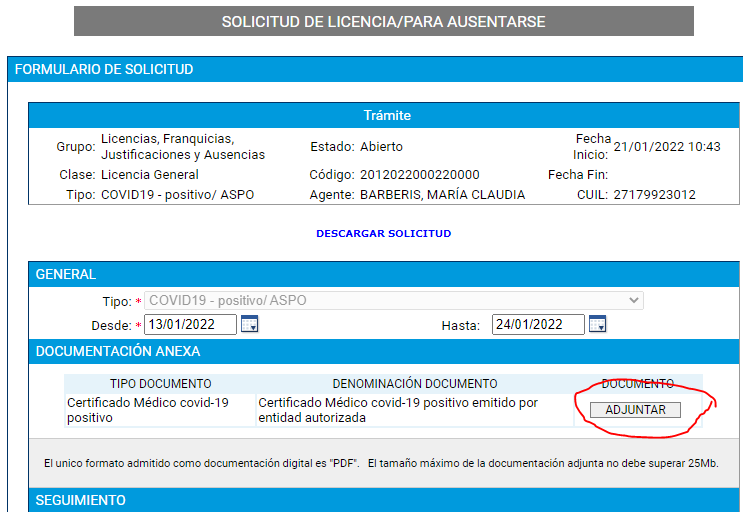 SOLICITUD DE LICENCIA/PARA AUSENTARSE
FORMULARIO DE SOLICITUD
Trámite
Grupo: Licencias, Franquicias, Justificaciones y Ausencias Estado: Abierto Fecha Inicio: 21/01/2022 10:43
Clase: Licencia General Código: 2012022000220000 Fecha Fin:
Tipo: COVID19 - positivo/ ASPO Agente: BARBERIS, MARÍA CLAUDIA CUIL: 27179923012
DESCARGAR SOLICITUD
GENERAL
Tipo: * COVID19 - positivo/ ASPO
Desde: * 13/01/2022 Hasta: 24/01/2022
DOCUMENTACIÓN ANEXA
TIPO DOCUMENTO DENOMINACIÓN DOCUMENTO DOCUMENTO
Certificado Médico covid-19 positivo Certificado Médico covid-19 positivo emitido por entidad autorizada ADJUNTAR
El unico formato admitido como documentación digital es "PDF". El tamaño máximo de la documentación adjunta no debe superar 25Mb.
SEGUIMIENTO